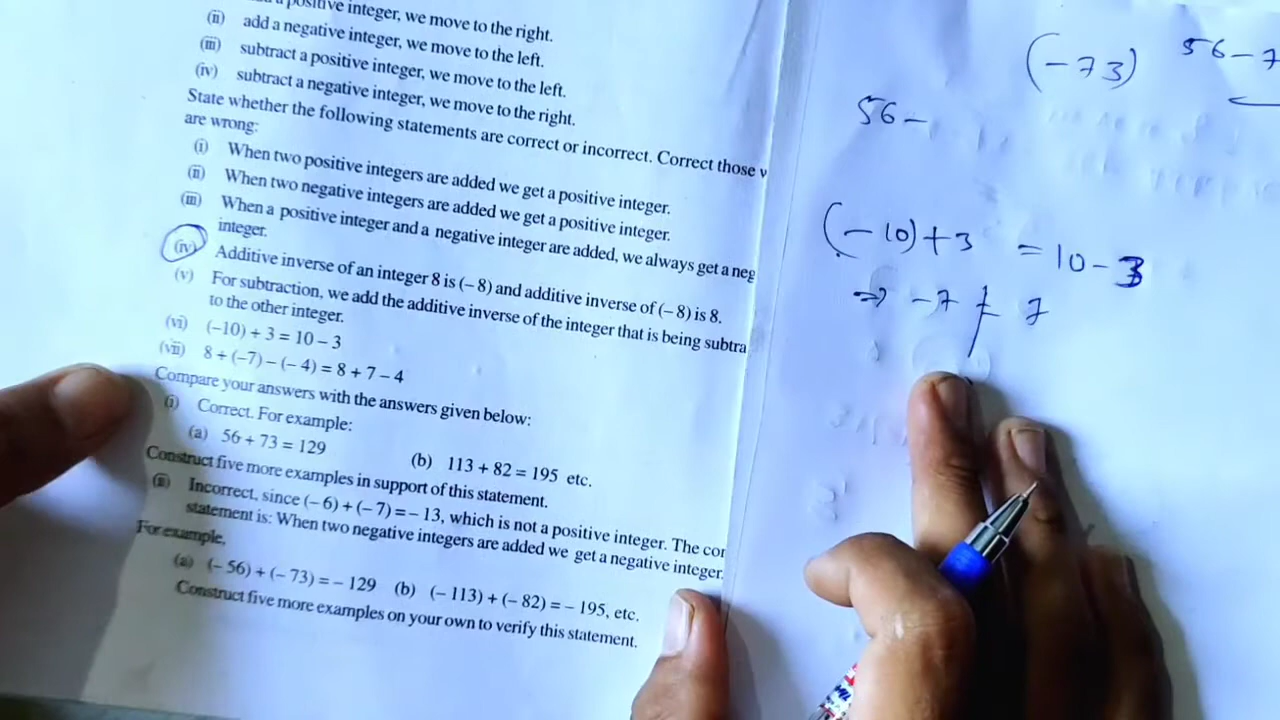 positive integer, we move to the right.
(ii) add a negative integer, we move to the left.
(iii) subtract a positive integer, we move to the left.
(iv) subtract a negative integer, we move to the right.
State whether the following statements are correct or incorrect. Correct those
are wrong:
(i) When two positive integers are added we get a positive integer.
(ii) When two negative integers are added we get a positive integer.
(iii) When a positive integer and a negative integer are added, we always get a neg
integer.
(iv) Additive inverse of an integer 8 is (– 8) and additive inverse of (– 8) is 8.
(v) For subtraction, we add the additive inverse of the integer that is being subtra
to the other integer.
(vi) (–10) + 3 = 10 – 3
(vii) 8 + (–7) – (– 4) = 8 + 7 – 4
Compare your answers with the answers given below:
(i) Correct. For example:
(a) 56 + 73 = 129 (b) 113 + 82 = 195 etc.
Construct five more examples in support of this statement.
(ii) Incorrect, since (– 6) + (– 7) = – 13, which is not a positive integer. The cor
statement is: When two negative integers are added we get a negative integer.
For example,
(a) (– 56) + (– 73) = – 129 (b) (– 113) + (– 82) = – 195, etc.
Construct five more examples on your own to verify this statement.
(-73) 56-7
56-
(-10)+3 = 10-3
⇒ -7 ≠ 7